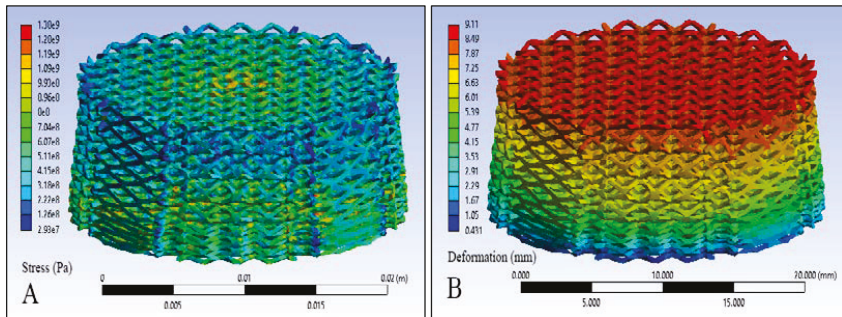 1.30e9
1.20e9
1.19e9
1.09e9
9.93e0
0.96e0
0e|0
7.04e8
6.07e8
5.11e8
4.15e8
3.18e8
2.22e8
1.26e8
2.93e7
Stress (Pa)
A
0
0.01
0.02 (m)
0.005
0.015
9.11
8.49
7.87
7.25
6.63
6.01
5.39
4.77
4.15
3.53
2.91
2.29
1.67
1.05
0.431
Deformation (mm)
B
0.000
10.000
20.000 (mm)
5.000
15.000